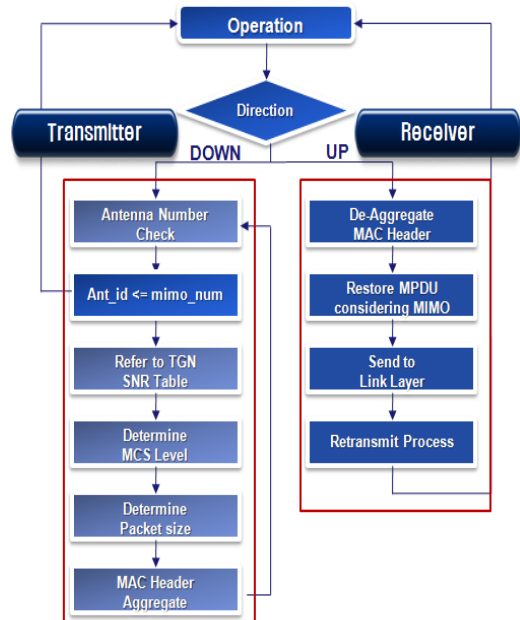 Operation
Direction
Transmitter
Receiver
DOWN
UP
Antenna Number
Check
Ant_id <= mimo_num
Refer to TGN
SNR Table
Determine
MCS Level
Determine
Packet size
MAC Header
Aggregate
De-Aggregate
MAC Header
Restore MPDU
considering MIMO
Send to
Link Layer
Retransmit Process